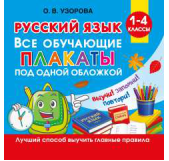 О. В. УЗОРОВА
РУССКИЙ ЯЗЫК
1-4
КЛАССЫ
ВСЕ ОБУЧАЮЩИЕ
ПЛАКАТЫ
ПОД ОДНОЙ ОБЛОЖКОЙ
Выучи! Запомни!
Повтори!
Лучший способ выучить главные правила